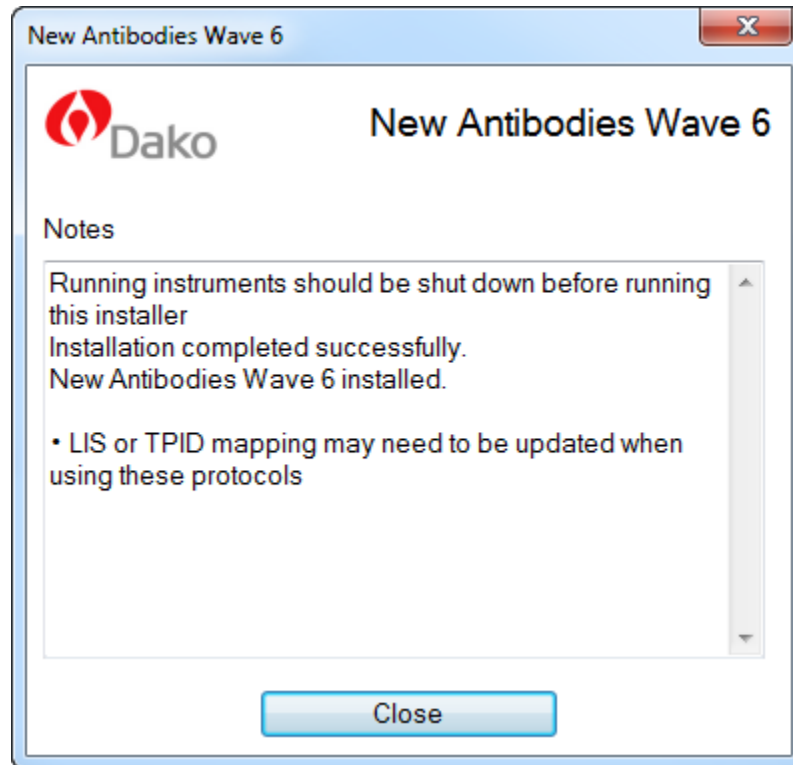 New Antibodies Wave 6
Dako
New Antibodies Wave 6
Notes
Running instruments should be shut down before running
this installer
Installation completed successfully.
New Antibodies Wave 6 installed.
• LIS or TPID mapping may need to be updated when
using these protocols
Close